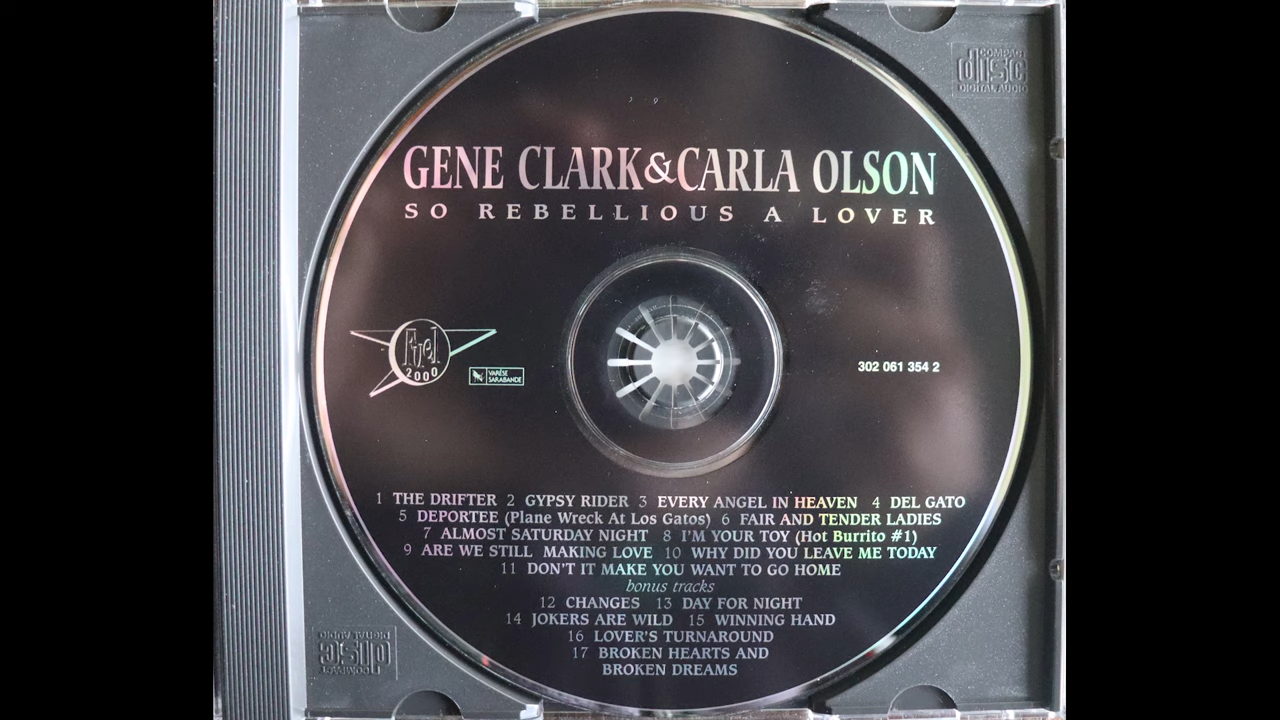 COMPACT
disc
DIGITAL AUDIO
GENE CLARK & CARLA OLSON
SO REBELLIOUS A LOVER
Fuel
2000
VARÈSE
SARABANDE
302 061 354 2
1 THE DRIFTER 2 GYPSY RIDER 3 EVERY ANGEL IN HEAVEN 4 DEL GATO
5 DEPORTEE (Plane Wreck At Los Gatos) 6 FAIR AND TENDER LADIES
7 ALMOST SATURDAY NIGHT 8 I'M YOUR TOY (Hot Burrito #1)
9 ARE WE STILL MAKING LOVE 10 WHY DID YOU LEAVE ME TODAY
11 DON'T IT MAKE YOU WANT TO GO HOME
bonus tracks
12 CHANGES 13 DAY FOR NIGHT
14 JOKERS ARE WILD 15 WINNING HAND
16 LOVER'S TURNAROUND
17 BROKEN HEARTS AND
BROKEN DREAMS
COMPACT
disc
DIGITAL AUDIO